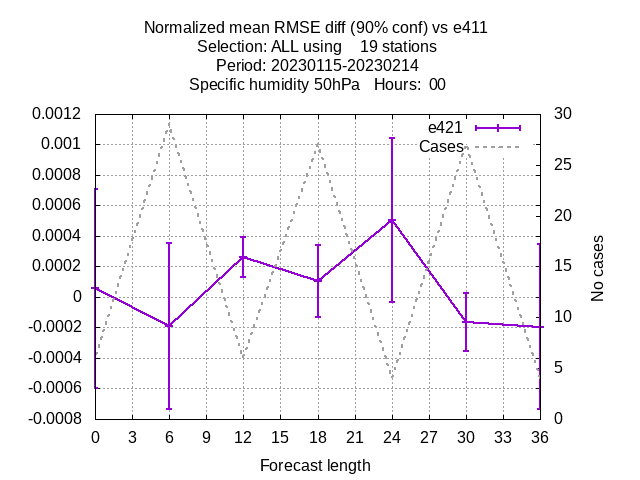 Normalized mean RMSE diff (90% conf) vs e411
Selection: ALL using    19 stations
Period: 20230115-20230214
Specific humidity 50hPa   Hours:  00
0.0012
0.001
0.0008
0.0006
0.0004
0.0002
0
-0.0002
-0.0004
-0.0006
-0.0008
e421
Cases
30
25
20
15
10
5
0
No cases
0 3 6 9 12 15 18 21 24 27 30 33 36
Forecast length